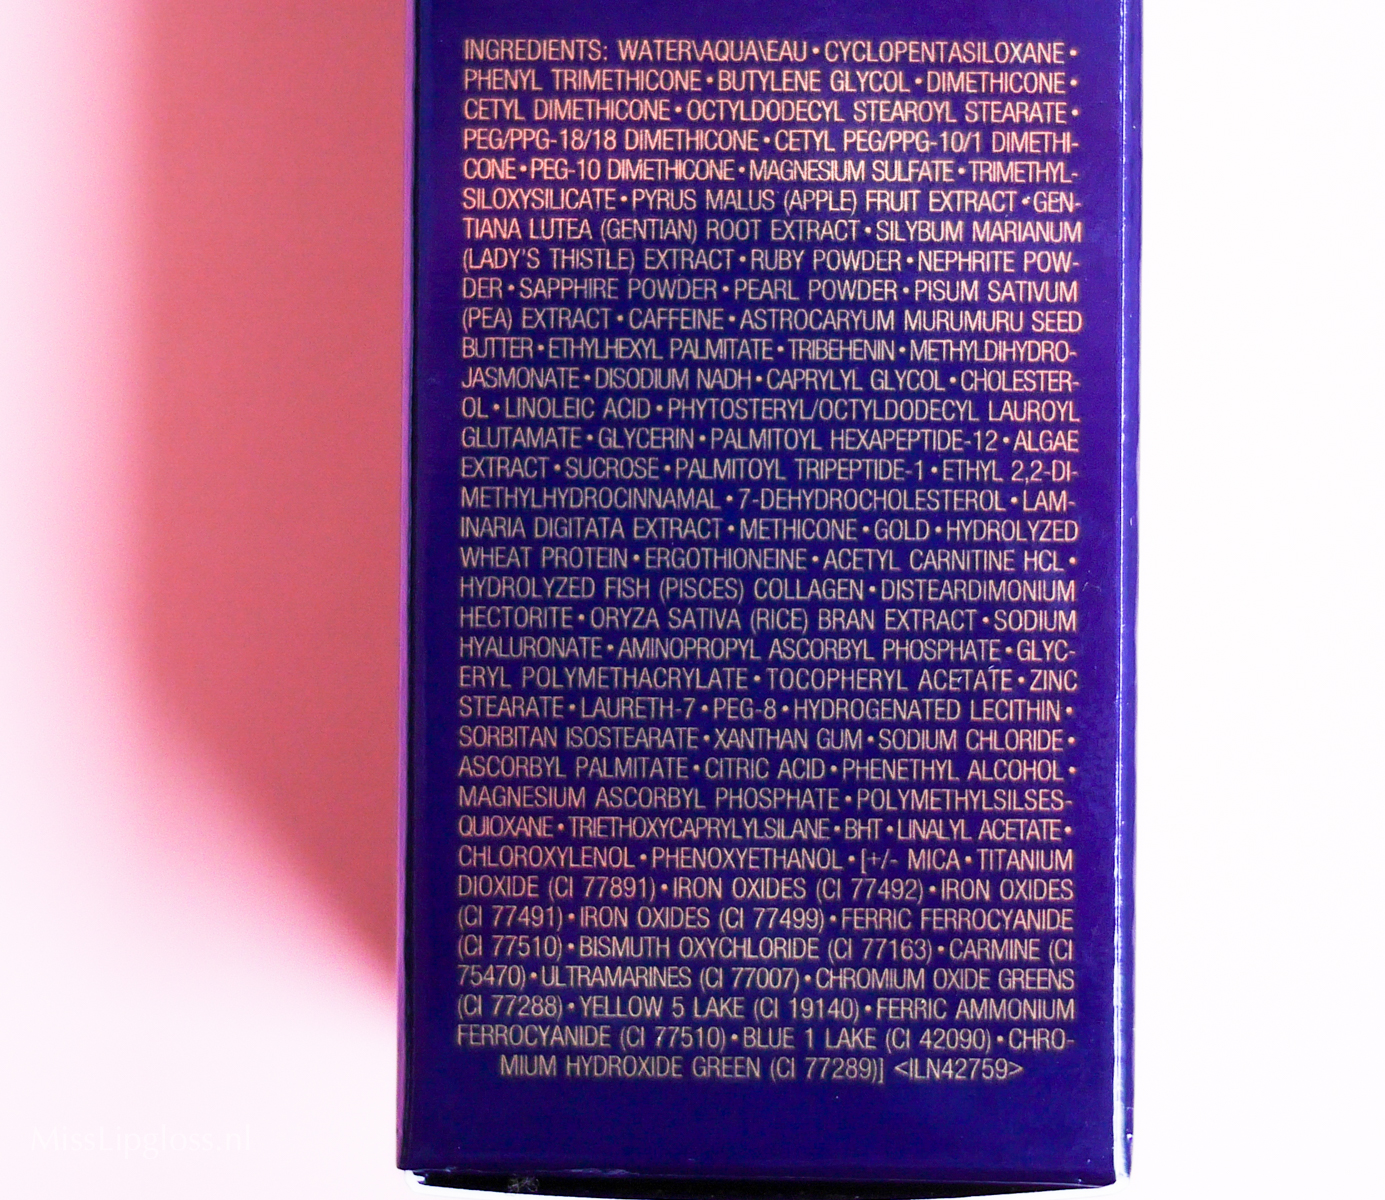 INGREDIENTS: WATER\AQUA\EAU • CYCLOPENTASILOXANE •
PHENYL TRIMETHICONE • BUTYLENE GLYCOL • DIMETHICONE •
CETYL DIMETHICONE • OCTYLDODECYL STEAROYL STEARATE •
PEG/PPG-18/18 DIMETHICONE • CETYL PEG/PPG-10/1 DIMETHI-
CONE • PEG-10 DIMETHICONE • MAGNESIUM SULFATE • TRIMETHYL-
SILOXYSILICATE • PYRUS MALUS (APPLE) FRUIT EXTRACT • GEN-
TIANA LUTEA (GENTIAN) ROOT EXTRACT • SILYBUM MARIANUM
(LADY'S THISTLE) EXTRACT • RUBY POWDER • NEPHRITE POW-
DER • SAPPHIRE POWDER • PEARL POWDER • PISUM SATIVUM
(PEA) EXTRACT • CAFFEINE • ASTROCARYUM MURUMURU SEED
BUTTER • ETHYLHEXYL PALMITATE • TRIBEHENIN • METHYLDIHYDRO-
JASMONATE • DISODIUM NADH • CAPRYLYL GLYCOL • CHOLESTER-
OL • LINOLEIC ACID • PHYTOSTERYL/OCTYLDODECYL LAUROYL
GLUTAMATE • GLYCERIN • PALMITOYL HEXAPEPTIDE-12 • ALGAE
EXTRACT • SUCROSE • PALMITOYL TRIPEPTIDE-1 • ETHYL 2,2-DI-
METHYLHYDROCINNAMAL • 7-DEHYDROCHOLESTEROL • LAM-
INARIA DIGITATA EXTRACT • METHICONE • GOLD • HYDROLYZED
WHEAT PROTEIN • ERGOTHIONEINE • ACETYL CARNITINE HCL •
HYDROLYZED FISH (PISCES) COLLAGEN • DISTEARDIMONIUM
HECTORITE • ORYZA SATIVA (RICE) BRAN EXTRACT • SODIUM
HYALURONATE • AMINOPROPYL ASCORBYL PHOSPHATE • GLYC-
ERYL POLYMETHACRYLATE • TOCOPHERYL ACETATE • ZINC
STEARATE • LAURETH-7 • PEG-8 • HYDROGENATED LECITHIN •
SORBITAN ISOSTEARATE • XANTHAN GUM • SODIUM CHLORIDE •
ASCORBYL PALMITATE • CITRIC ACID • PHENETHYL ALCOHOL •
MAGNESIUM ASCORBYL PHOSPHATE • POLYMETHYLSILSES-
QUIOXANE • TRIETHOXYCAPRYLYLSILANE • BHT • LINALYL ACETATE •
CHLOROXYLENOL • PHENOXYETHANOL • [+/- MICA • TITANIUM
DIOXIDE (CI 77891) • IRON OXIDES (CI 77492) • IRON OXIDES
(CI 77491) • IRON OXIDES (CI 77499) • FERRIC FERROCYANIDE
(CI 77510) • BISMUTH OXYCHLORIDE (CI 77163) • CARMINE (CI
75470) • ULTRAMARINES (CI 77007) • CHROMIUM OXIDE GREENS
(CI 77288) • YELLOW 5 LAKE (CI 19140) • FERRIC AMMONIUM
FERROCYANIDE (CI 77510) • BLUE 1 LAKE (CI 42090) • CHRO-
MIUM HYDROXIDE GREEN (CI 77289)] <ILN42759>
MissLipgloss.nl